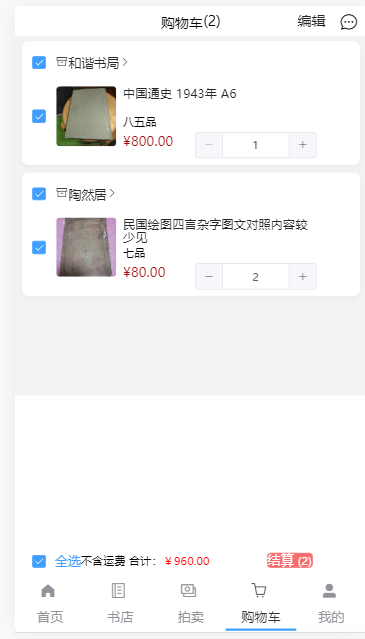 购物车(2) 编辑
和谐书局
中国通史 1943年 A6
八五品
¥800.00 1
陶然居
民国绘图四言杂字图文对照内容较
少见
七品
¥80.00 2
全选不含运费 合计：￥960.00 结算 (2)
首页 书店 拍卖 购物车 我的